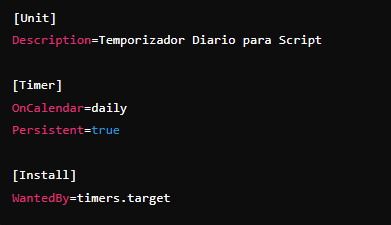 [Unit]
Description=Temporizador Diario para Script
[Timer]
OnCalendar=daily
Persistent=true
[Install]
WantedBy=timers.target